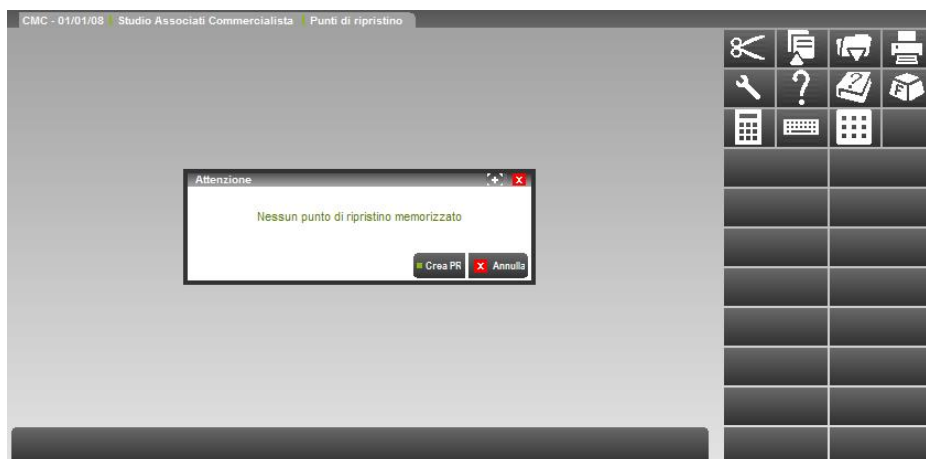 CMC - 01/01/08 Studio Associati Commercialista Punti di ripristino
Attenzione
Nessun punto di ripristino memorizzato
Crea PR
Annulla